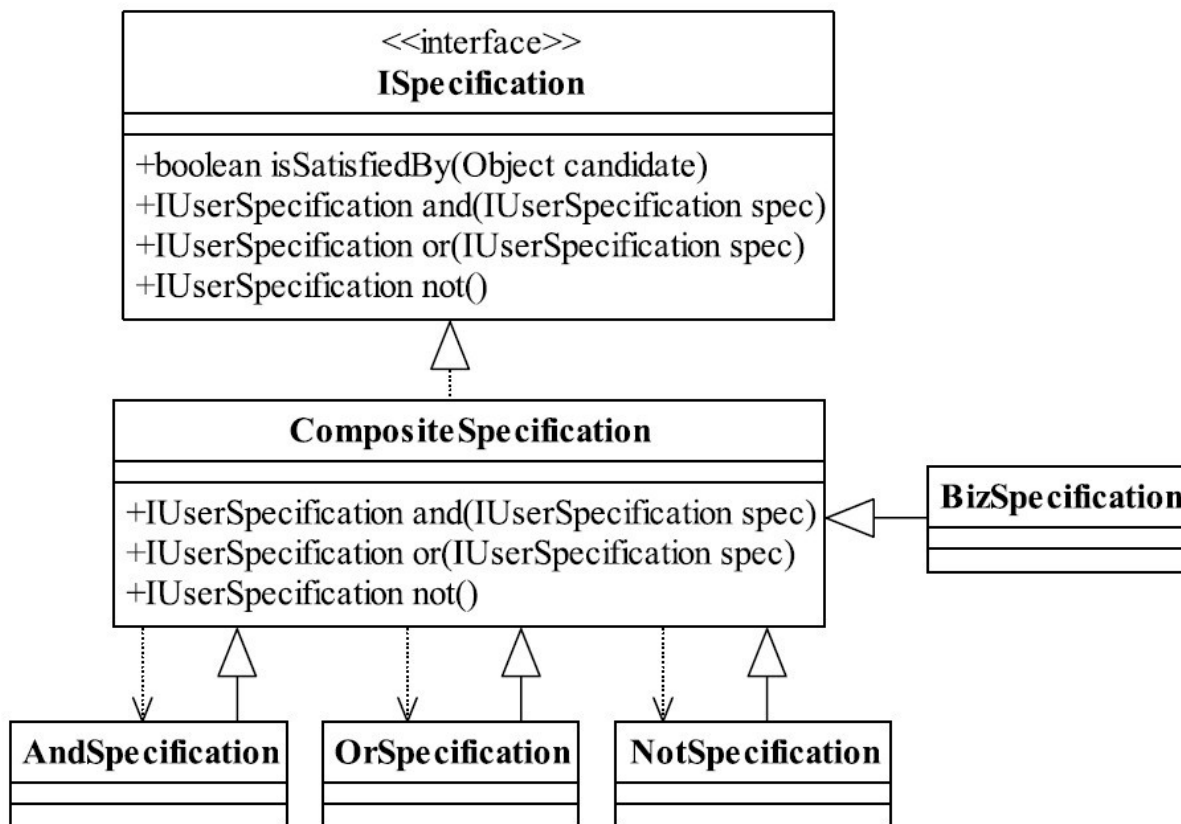 <<interface>>
ISpecification
+boolean isSatisfiedBy(Object candidate)
+IUserSpecification and(IUserSpecification spec)
+IUserSpecification or(IUserSpecification spec)
+IUserSpecification not()
CompositeSpecification
+IUserSpecification and(IUserSpecification spec)
+IUserSpecification or(IUserSpecification spec)
+IUserSpecification not()
BizSpecification
AndSpecification
OrSpecification
NotSpecification